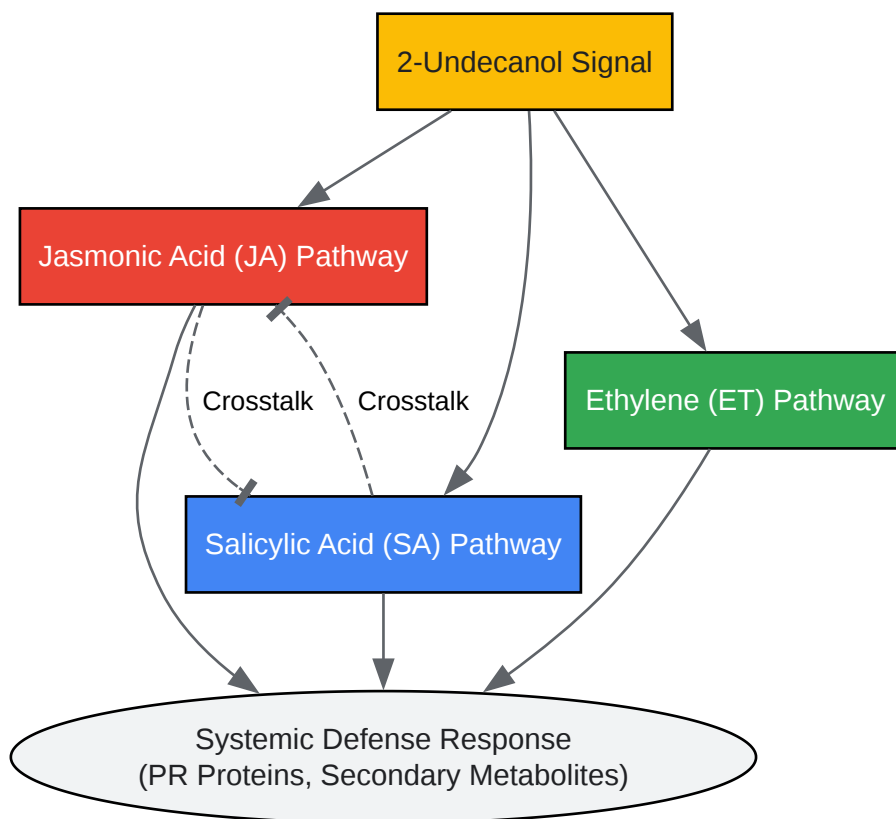 2-Undecanol Signal
Jasmonic Acid (JA) Pathway
Ethylene (ET) Pathway
Crosstalk
Crosstalk
Salicylic Acid (SA) Pathway
Systemic Defense Response
(PR Proteins, Secondary Metabolites)